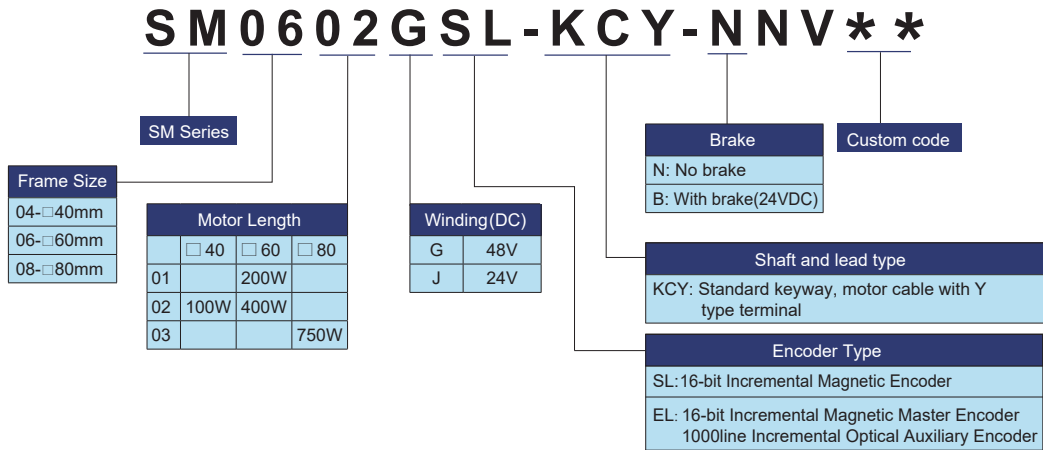 SM0602GSL-KCY-NNV**
SM Series
Frame Size
04-□40mm
06-□60mm
08-□80mm
Motor Length
□ 40 □ 60 □ 80
01 200W
02 100W 400W
03 750W
Winding(DC)
G 48V
J 24V
Brake
N: No brake
B: With brake(24VDC)
Custom code
Shaft and lead type
KCY: Standard keyway, motor cable with Y
type terminal
Encoder Type
SL:16-bit Incremental Magnetic Encoder
EL: 16-bit Incremental Magnetic Master Encoder
1000line Incremental Optical Auxiliary Encoder